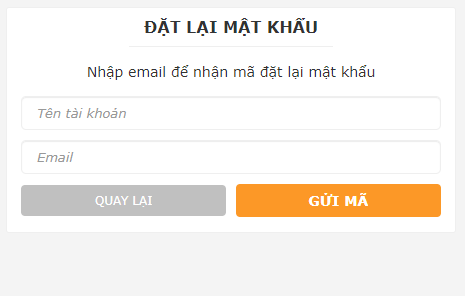 ĐẶT LẠI MẬT KHẨU
Nhập email để nhận mã đặt lại mật khẩu
Tên tài khoản
Email
QUAY LẠI
GỬI MÃ